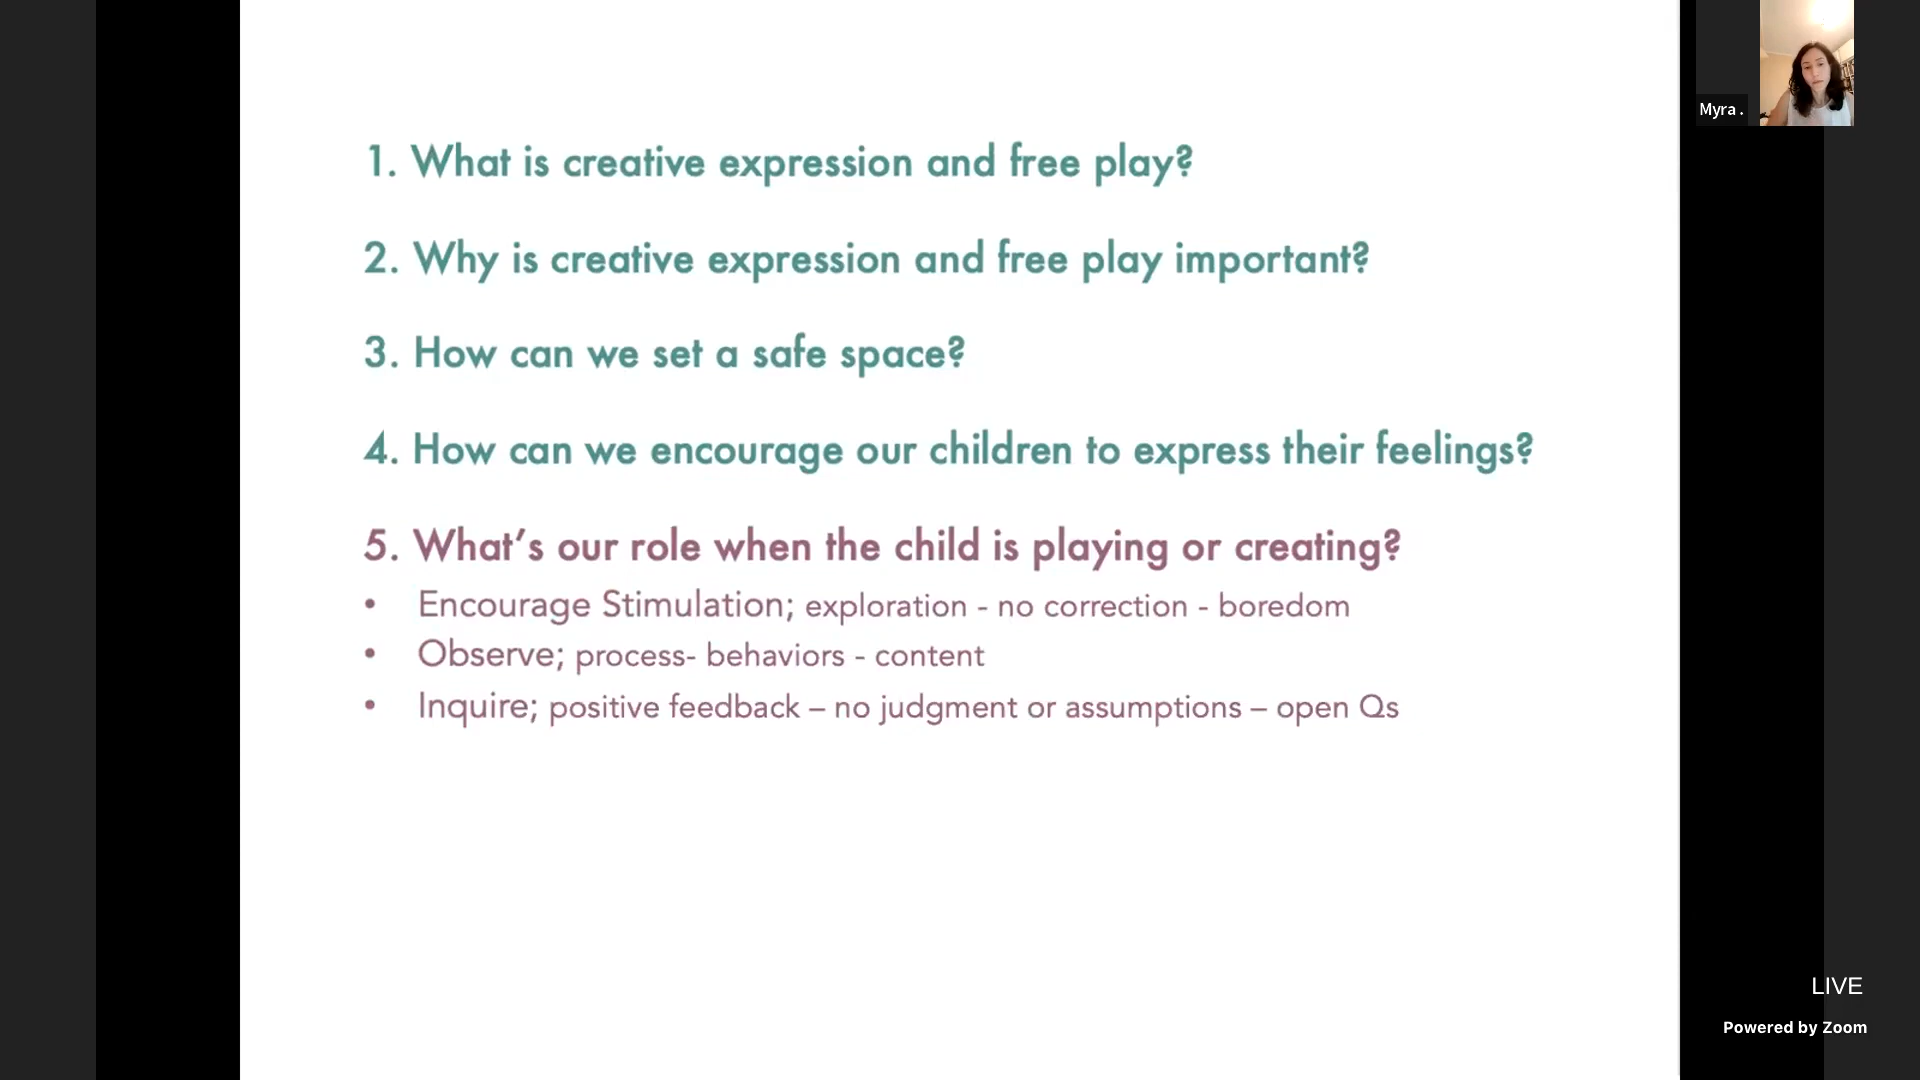 1. What is creative expression and free play?
2. Why is creative expression and free play important?
3. How can we set a safe space?
4. How can we encourage our children to express their feelings?
5. What's our role when the child is playing or creating?
• Encourage Stimulation; exploration - no correction - boredom
• Observe; process- behaviors - content
• Inquire; positive feedback – no judgment or assumptions – open Qs
Myra .
LIVE
Powered by Zoom